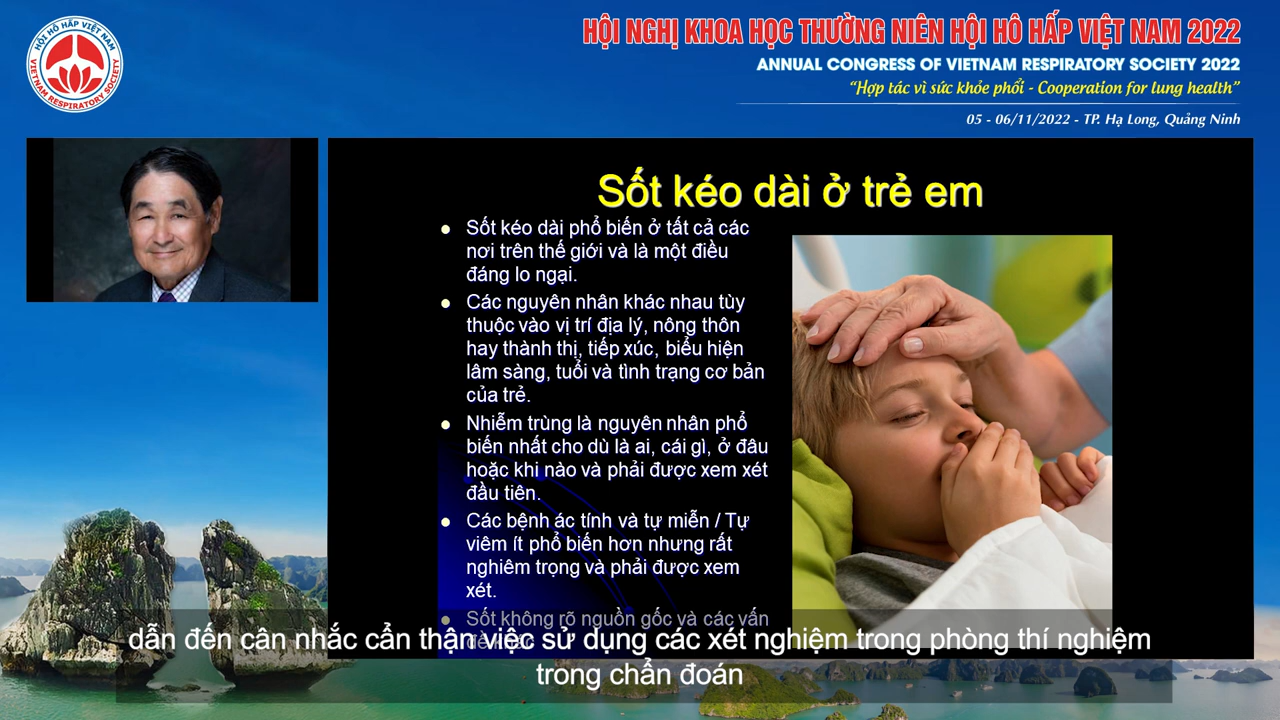 HỘI HÔ HẤP VIỆT NAM
VIETNAM RESPIRATORY SOCIETY
HỘI NGHỊ KHOA HỌC THƯỜNG NIÊN HỘI HÔ HẤP VIỆT NAM 2022
ANNUAL CONGRESS OF VIETNAM RESPIRATORY SOCIETY 2022
“Hợp tác vì sức khỏe phổi - Cooperation for lung health”
05 - 06/11/2022 - TP. Hạ Long, Quảng Ninh
Sốt kéo dài ở trẻ em
● Sốt kéo dài phổ biến ở tất cả các
nơi trên thế giới và là một điều
đáng lo ngại.
● Các nguyên nhân khác nhau tùy
thuộc vào vị trí địa lý, nông thôn
hay thành thị, tiếp xúc, biểu hiện
lâm sàng, tuổi và tình trạng cơ bản
của trẻ.
● Nhiễm trùng là nguyên nhân phổ
biến nhất cho dù là ai, cái gì, ở đâu
hoặc khi nào và phải được xem xét
đầu tiên.
● Các bệnh ác tính và tự miễn / Tự
viêm ít phổ biến hơn nhưng rất
nghiêm trọng và phải được xem
xét.
● Sốt không rõ nguồn gốc và các vấn
dẫn đến cân nhắc cẩn thận việc sử dụng các xét nghiệm trong phòng thí nghiệm
trong chẩn đoán